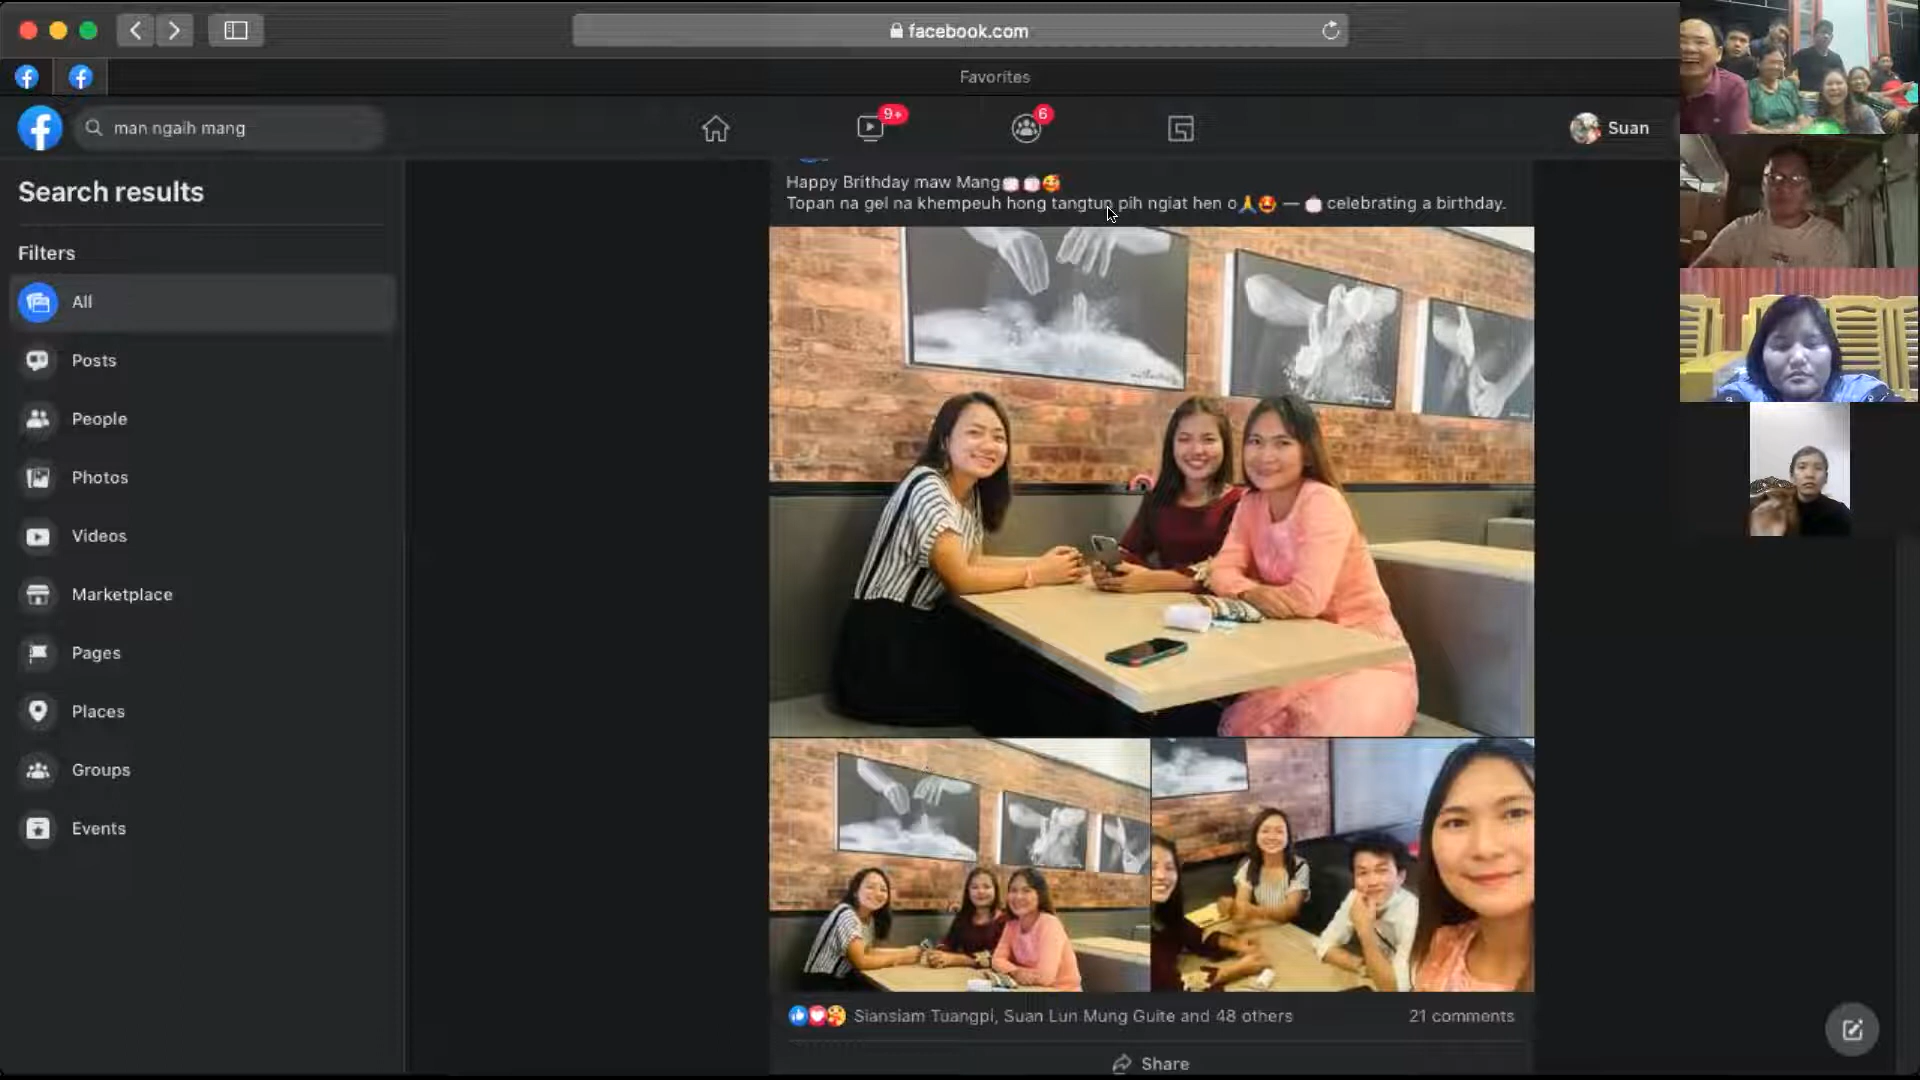 facebook.com
Favorites
man ngaih mang
9+
6
Suan
Search results
Filters
All
Posts
People
Photos
Videos
Marketplace
Pages
Places
Groups
Events
Happy Brithday maw Mang
Topan na gel na khempeuh hong tangtun pih ngiat hen o — celebrating a birthday.
Siansiam Tuangpi, Suan Lun Mung Guite and 48 others
21 comments
Share